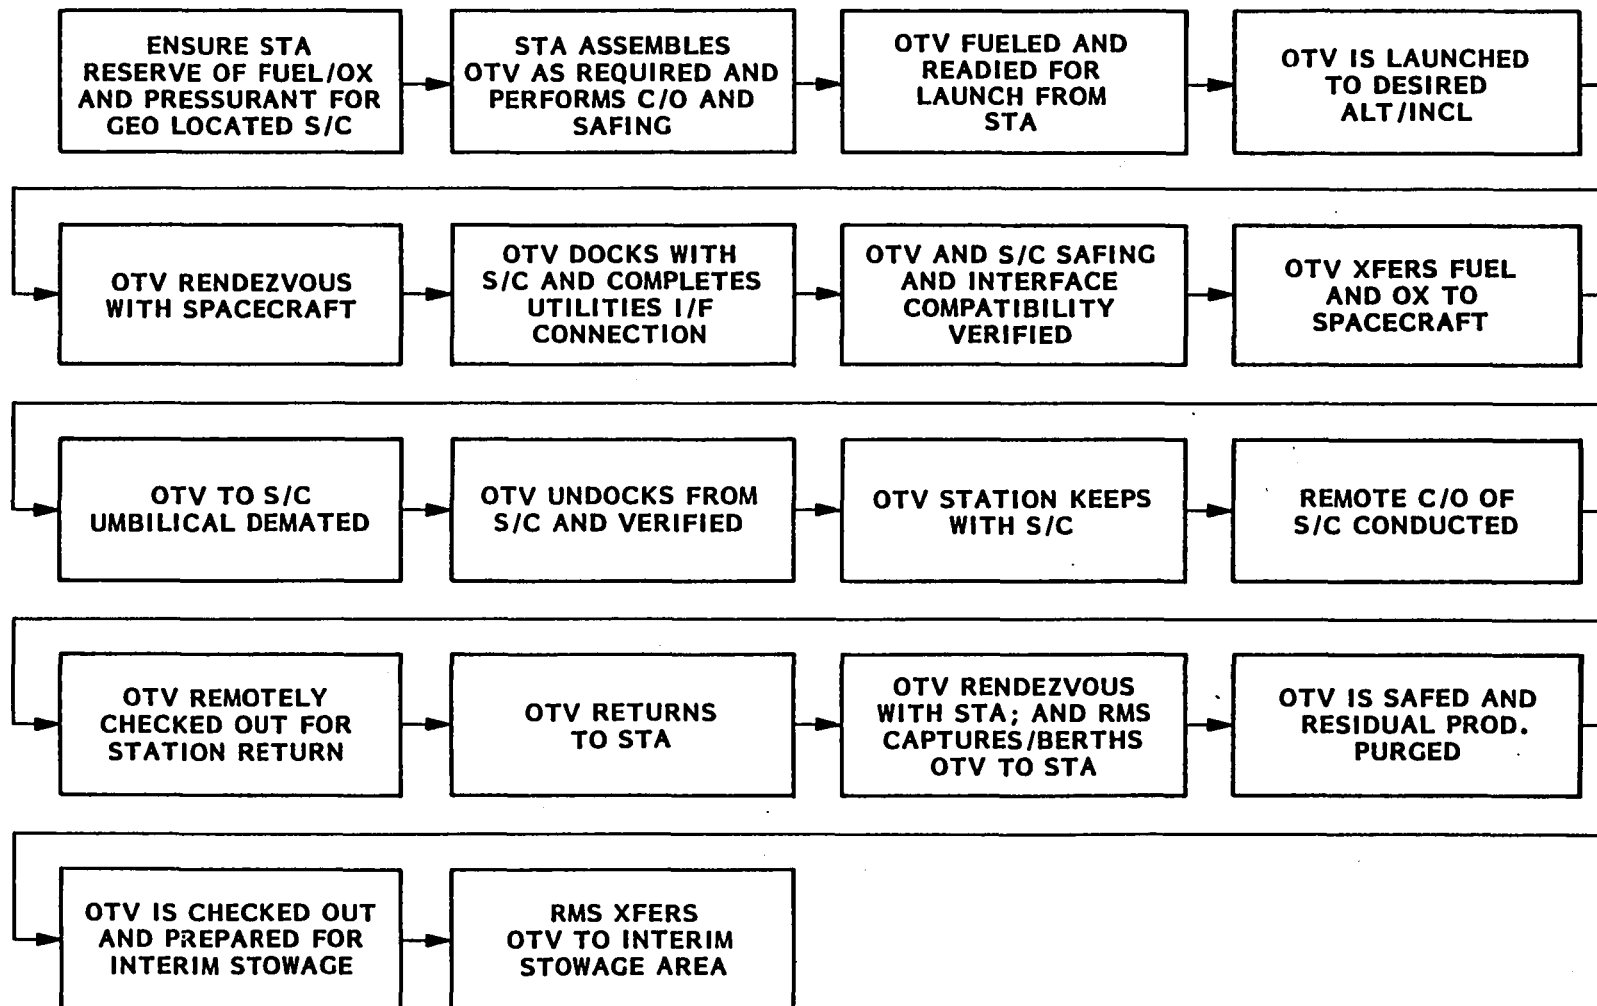 ENSURE STA
RESERVE OF FUEL/OX
AND PRESSURANT FOR
GEO LOCATED S/C
STA ASSEMBLES
OTV AS REQUIRED AND
PERFORMS C/O AND
SAFING
OTV FUELED AND
READIED FOR
LAUNCH FROM
STA
OTV IS LAUNCHED
TO DESIRED
ALT/INCL
OTV RENDEZVOUS
WITH SPACECRAFT
OTV DOCKS WITH
S/C AND COMPLETES
UTILITIES I/F
CONNECTION
OTV AND S/C SAFING
AND INTERFACE
COMPATIBILITY
VERIFIED
OTV XFERS FUEL
AND OX TO
SPACECRAFT
OTV TO S/C
UMBILICAL DEMATED
OTV UNDOCKS FROM
S/C AND VERIFIED
OTV STATION KEEPS
WITH S/C
REMOTE C/O OF
S/C CONDUCTED
OTV REMOTELY
CHECKED OUT FOR
STATION RETURN
OTV RETURNS
TO STA
OTV RENDEZVOUS
WITH STA; AND RMS
CAPTURES/BERTHS
OTV TO STA
OTV IS SAFED AND
RESIDUAL PROD.
PURGED
OTV IS CHECKED OUT
AND PREPARED FOR
INTERIM STOWAGE
RMS XFERS
OTV TO INTERIM
STOWAGE AREA